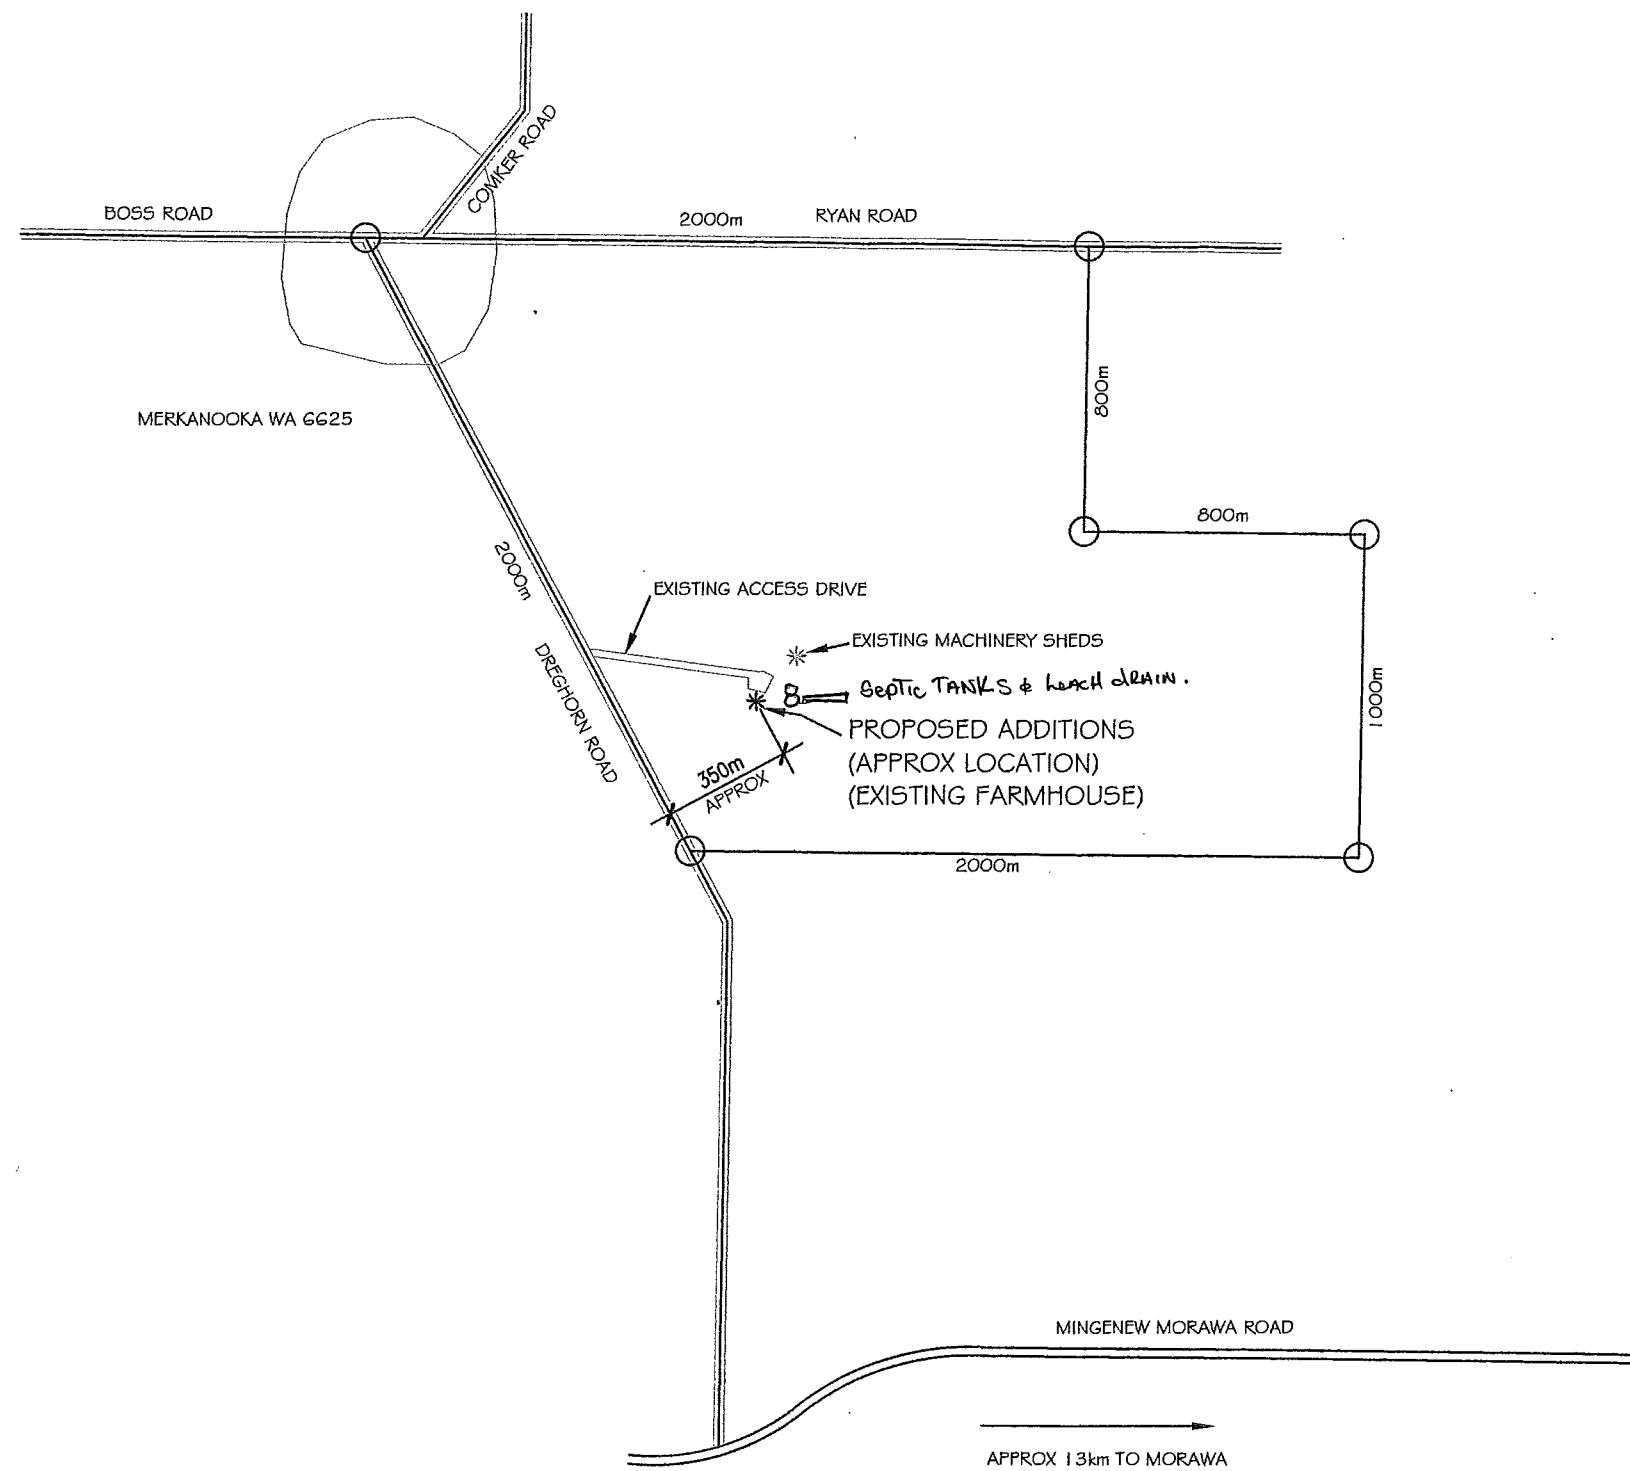 COMKER ROAD
BOSS ROAD
2000m
RYAN ROAD
800m
MERKANOOKA WA 6625
800m
2000m
EXISTING ACCESS DRIVE
EXISTING MACHINERY SHEDS
DREGHORN ROAD
Septic TANKS & Leach dRAIN.
1000m
PROPOSED ADDITIONS
(APPROX LOCATION)
(EXISTING FARMHOUSE)
350m
APPROX
2000m
MINGENEW MORAWA ROAD
APPROX 13km TO MORAWA